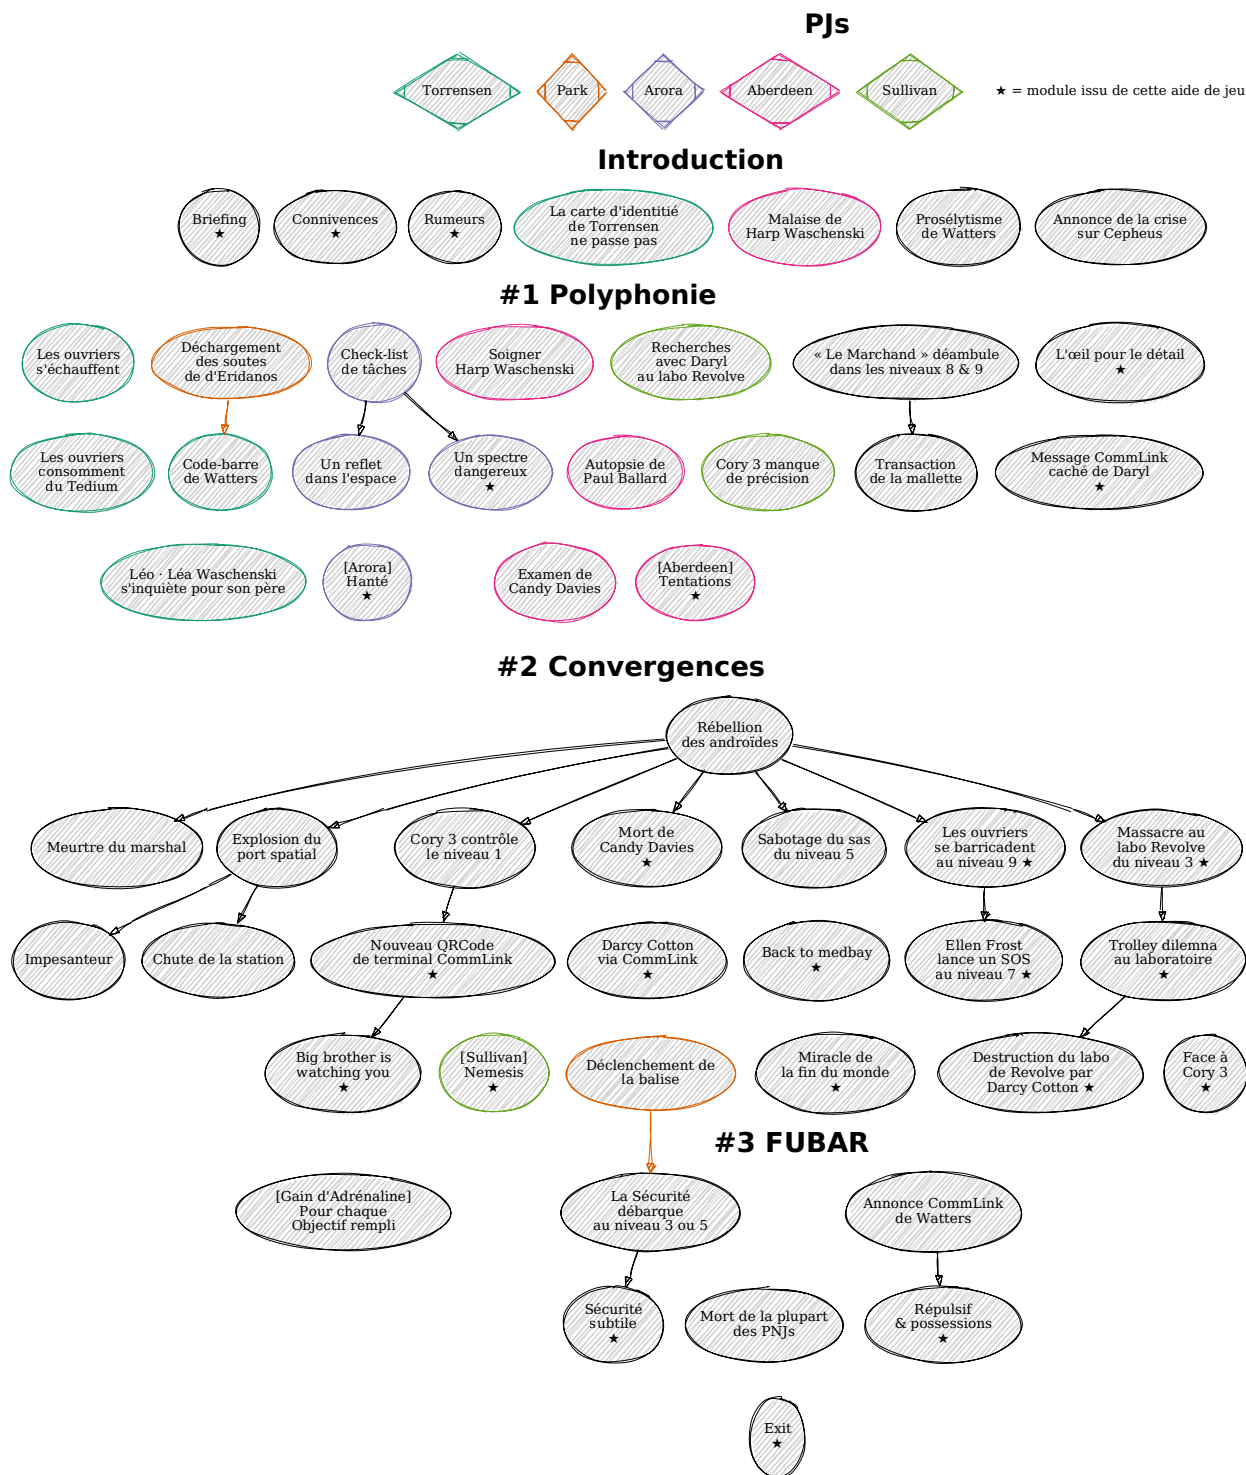 PJs
Torrensen
Park
Arora
Aberdeen
Sullivan
★ = module issu de cette aide de jeu
Introduction
Briefing
★
Connivences
★
Rumeurs
★
La carte d'identitié
de Torrensen
ne passe pas
Malaise de
Harp Waschenski
Prosélytisme
de Watters
Annonce de la crise
sur Cepheus
#1 Polyphonie
Les ouvriers
s'échauffent
Déchargement
des soutes
de d'Eridanos
Check-list
de tâches
Soigner
Harp Waschenski
Recherches
avec Daryl
au labo Revolve
« Le Marchand » déambule
dans les niveaux 8 & 9
L'œil pour le détail
★
Les ouvriers
consomment
du Tedium
Code-barre
de Watters
Un reflet
dans l'espace
Un spectre
dangereux
★
Autopsie de
Paul Ballard
Cory 3 manque
de précision
Transaction
de la mallette
Message CommLink
caché de Daryl
★
Léo · Léa Waschenski
s'inquiète pour son père
[Arora]
Hanté
★
Examen de
Candy Davies
[Aberdeen]
Tentations
★
#2 Convergences
Rébellion
des androïdes
Meurtre du marshal
Explosion du
port spatial
Cory 3 contrôle
le niveau 1
Mort de
Candy Davies
★
Sabotage du sas
du niveau 5
Les ouvriers
se barricadent
au niveau 9 ★
Massacre au
labo Revolve
du niveau 3 ★
Impesanteur
Chute de la station
Nouveau QRCode
de terminal CommLink
★
Darcy Cotton
via CommLink
★
Back to medbay
★
Ellen Frost
lance un SOS
au niveau 7 ★
Trolley dilemna
au laboratoire
★
Big brother is
watching you
★
[Sullivan]
Nemesis
★
Déclenchement de
la balise
Miracle de
la fin du monde
★
Destruction du labo
de Revolve par
Darcy Cotton ★
Face à
Cory 3
★
#3 FUBAR
[Gain d'Adrénaline]
Pour chaque
Objectif rempli
La Sécurité
débarque
au niveau 3 ou 5
Annonce CommLink
de Watters
Sécurité
subtile
★
Mort de la plupart
des PNJs
Répulsif
& possessions
★
Exit
★